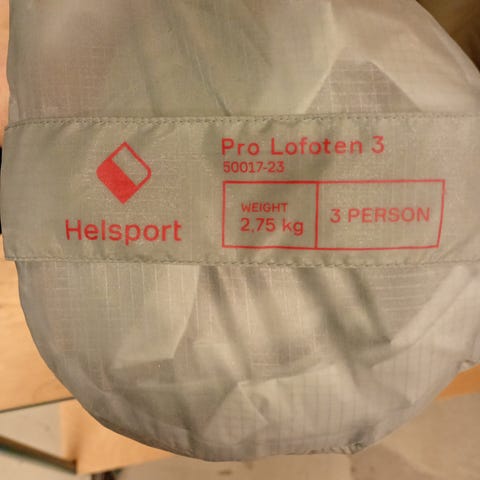 Pro Lofoten 3
50017-23
Helsport
WEIGHT
2,75 kg
3 PERSON